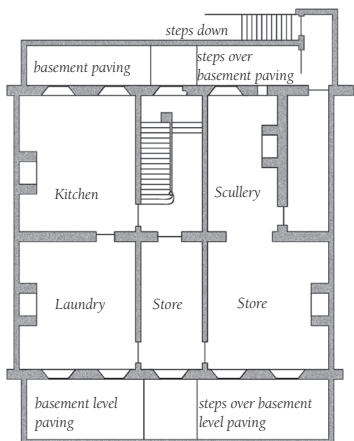 steps down
basement paving
steps over
basement paving
Kitchen
Scullery
Laundry
Store
Store
basement level
paving
steps over basement
level paving